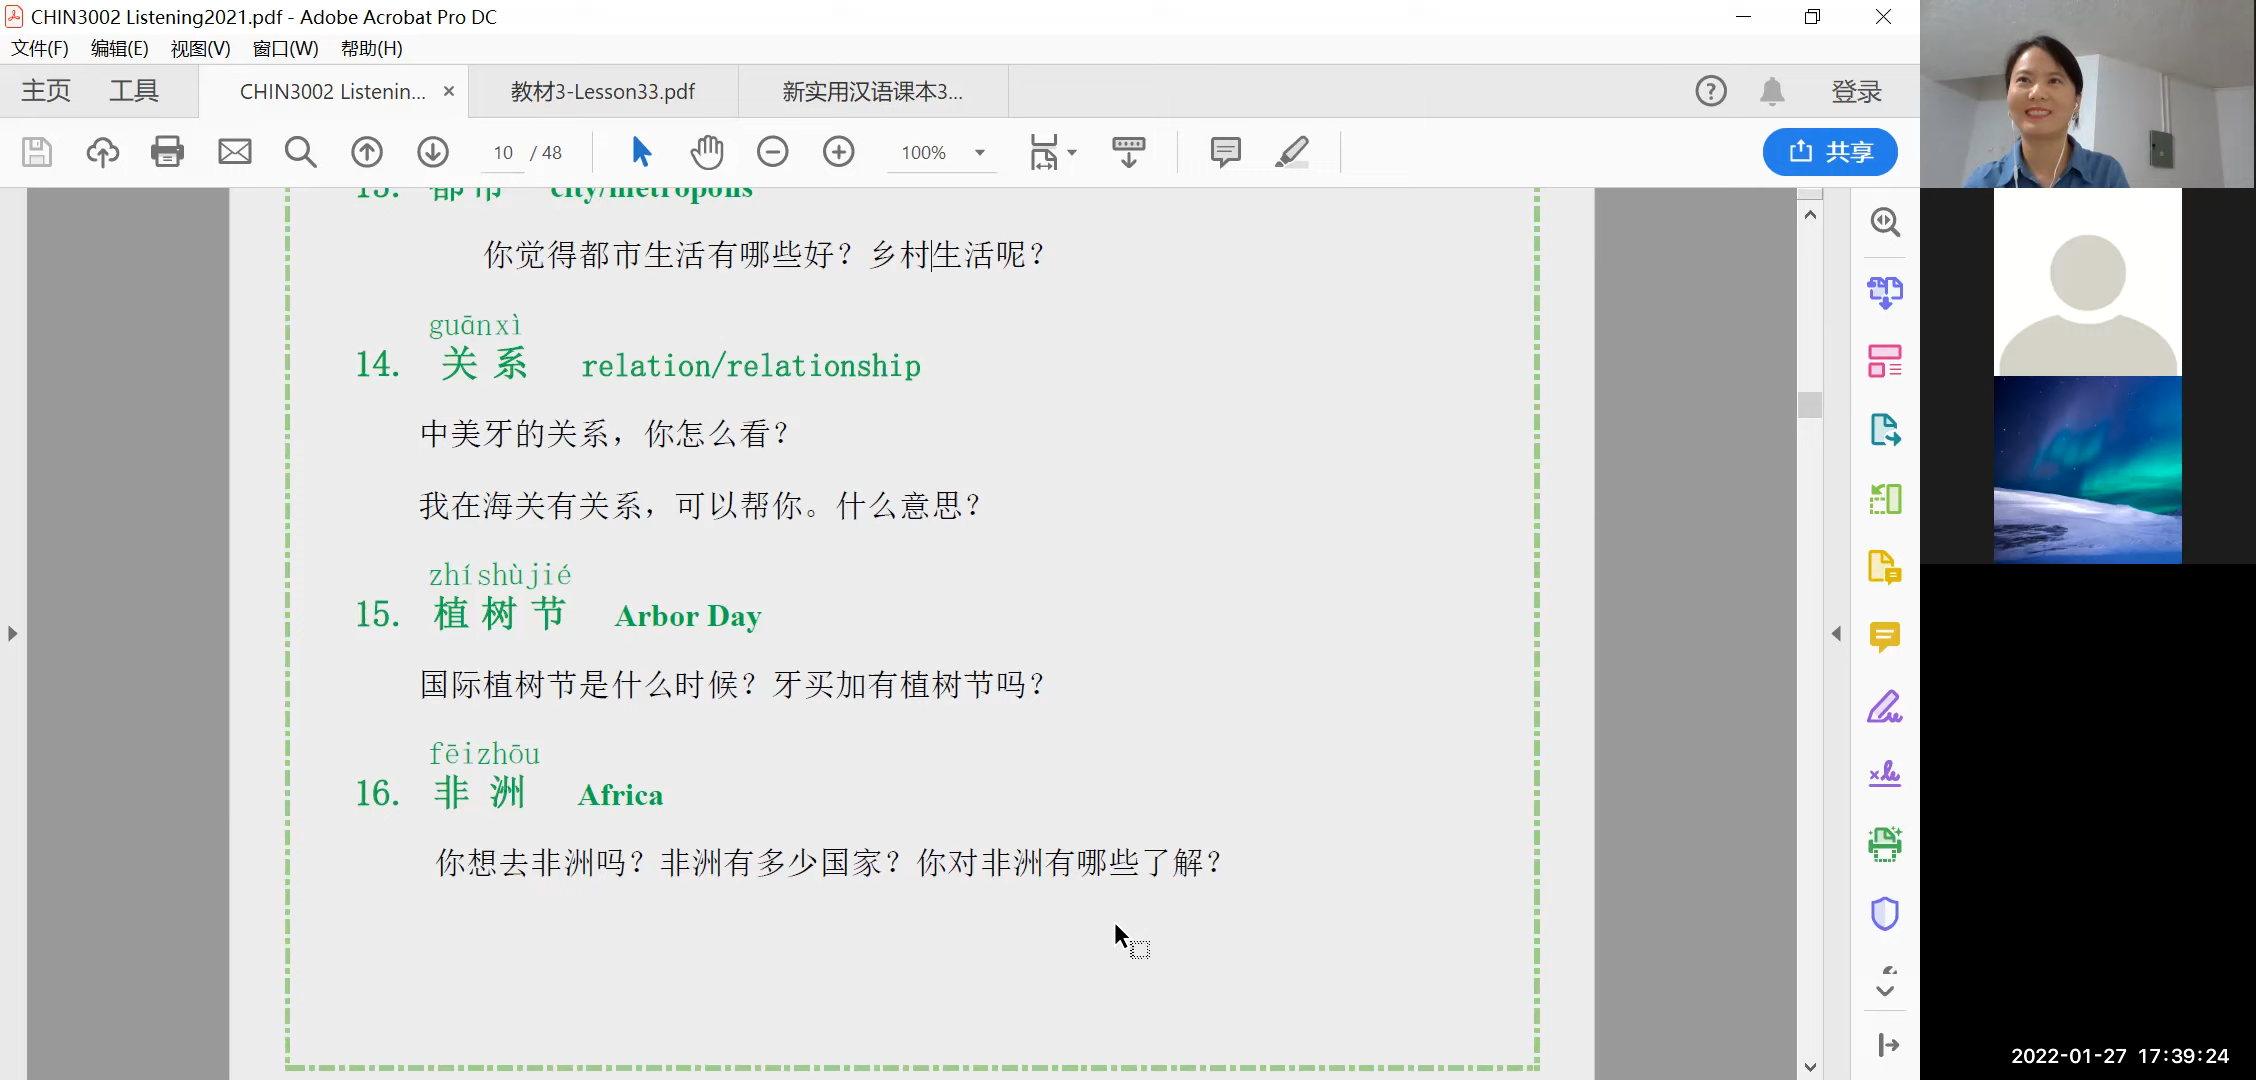 CHIN3002 Listening2021.pdf - Adobe Acrobat Pro DC
文件(F) 编辑(E) 视图(V) 窗口(W) 帮助(H)
主页 工具 CHIN3002 Listenin... × 教材3-Lesson33.pdf 新实用汉语课本3... 登录
10 / 48 100% 共享
13. 都市 city/metropolis
你觉得都市生活有哪些好？乡村生活呢？
guānxì
14. 关系 relation/relationship
中美牙的关系，你怎么看？
我在海关有关系，可以帮你。什么意思？
zhíshùjié
15. 植树节 Arbor Day
国际植树节是什么时候？牙买加有植树节吗？
fēizhōu
16. 非洲 Africa
你想去非洲吗？非洲有多少国家？你对非洲有哪些了解？
2022-01-27 17:39:24